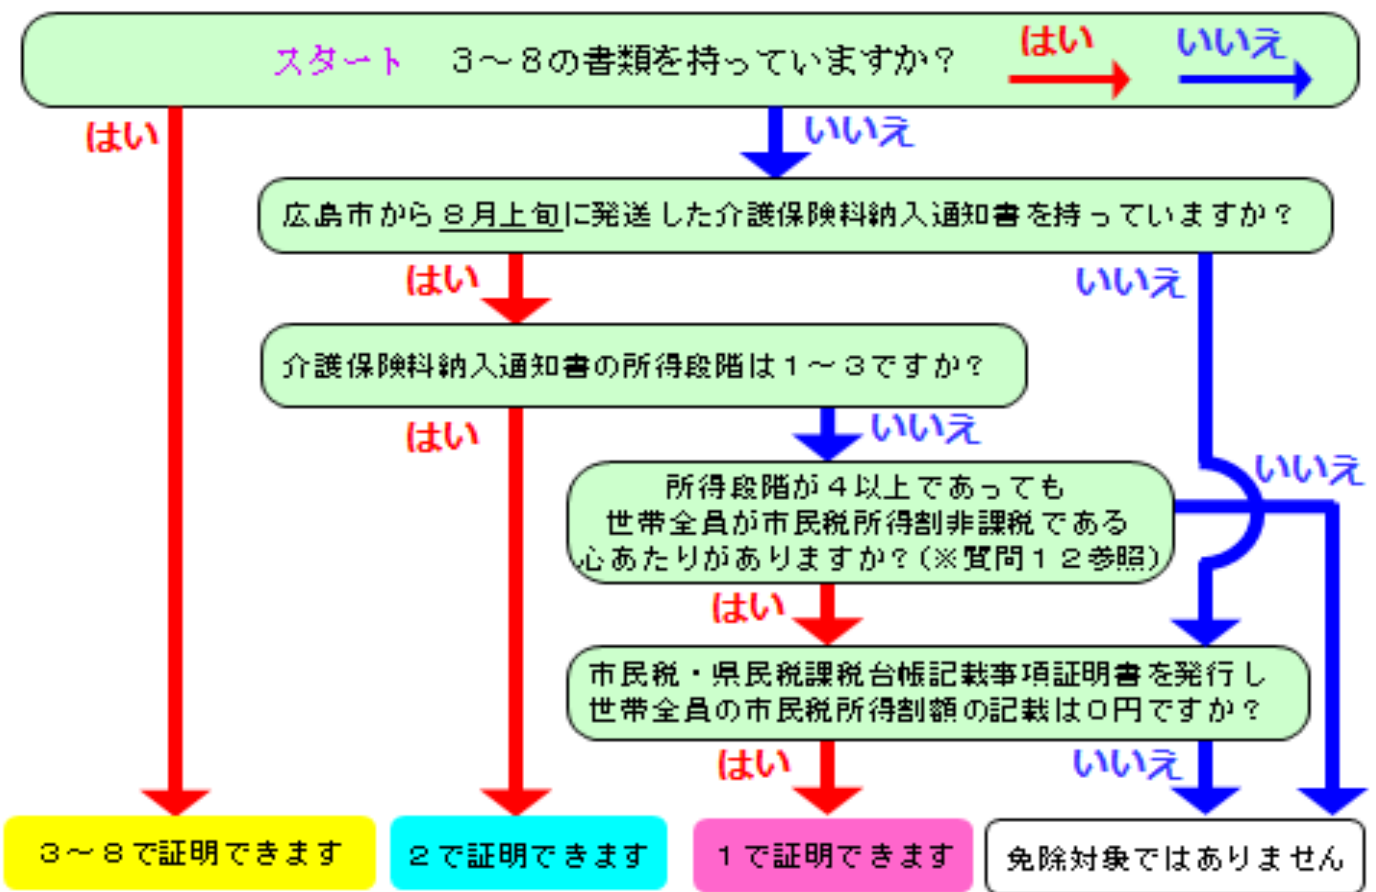 スタート　３～８の書類を持っていますか？　はい　いいえ
はい
いいえ
広島市から８月上旬に発送した介護保険料納入通知書を持っていますか？
はい
いいえ
介護保険料納入通知書の所得段階は１～３ですか？
はい
いいえ
いいえ
所得段階が４以上であっても
世帯全員が市民税所得割非課税である
心あたりがありますか？（※質問１２参照）
はい
市民税・県民税課税台帳記載事項証明書を発行し
世帯全員の市民税所得割額の記載は０円ですか？
はい
いいえ
３～８で証明できます
２で証明できます
１で証明できます
免除対象ではありません